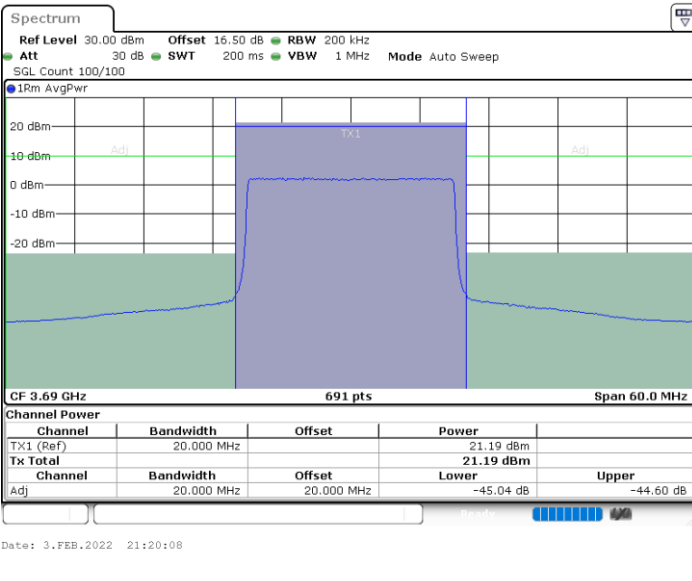 Spectrum
Ref Level 30.00 dBm Offset 16.50 dB RBW 200 kHz
Att 30 dB SWT 200 ms VBW 1 MHz Mode Auto Sweep
SGL Count 100/100
1Rm AvgPwr
20 dBm
TX1
Adj Adj
10 dBm
0 dBm
-10 dBm
-20 dBm
CF 3.69 GHz 691 pts Span 60.0 MHz
Channel Power
Channel Bandwidth Offset Power
TX1 (Ref) 20.000 MHz 21.19 dBm
Tx Total 21.19 dBm
Channel Bandwidth Offset Lower Upper
Adj 20.000 MHz 20.000 MHz -45.04 dB -44.60 dB
Ready
Date: 3.FEB.2022 21:20:08